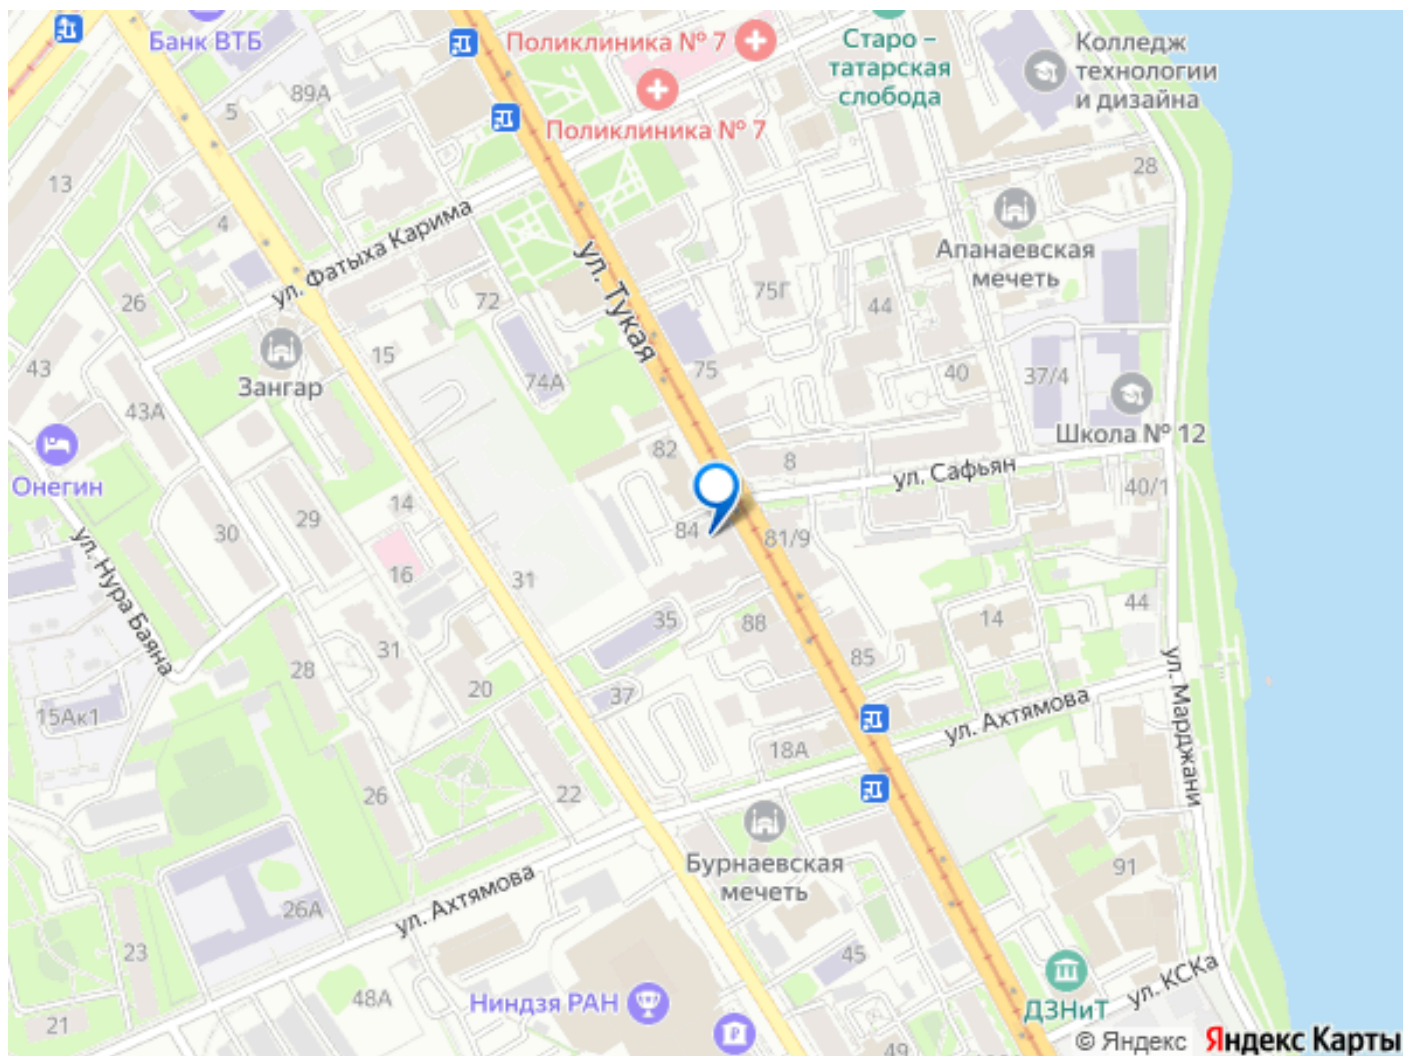 Банк ВТБ
Поликлиника № 7
Старо –
татарская
слобода
Колледж
технологии
и дизайна
89А
5
Поликлиника № 7
28
13
4
ул. Фатыха Карима
Апанаевская
мечеть
ул. Тукая
26
72
75Г
44
15
Зангар
43
74А
75
40
37/4
43А
Школа № 12
82
8
Онегин
ул. Сафьян
40/1
14
29
30
84
81/9
ул. Нура Баяна
16
31
35
88
14
44
31
85
28
20
37
15Ак1
ул. Марджани
ул. Ахтямова
18А
26
22
Бурнаевская
мечеть
91
ул. Ахтямова
26А
23
45
ул. КСКа
48А
Ниндзя РАН
ДЗНиТ
21
49
© Яндекс Яндекс Карты